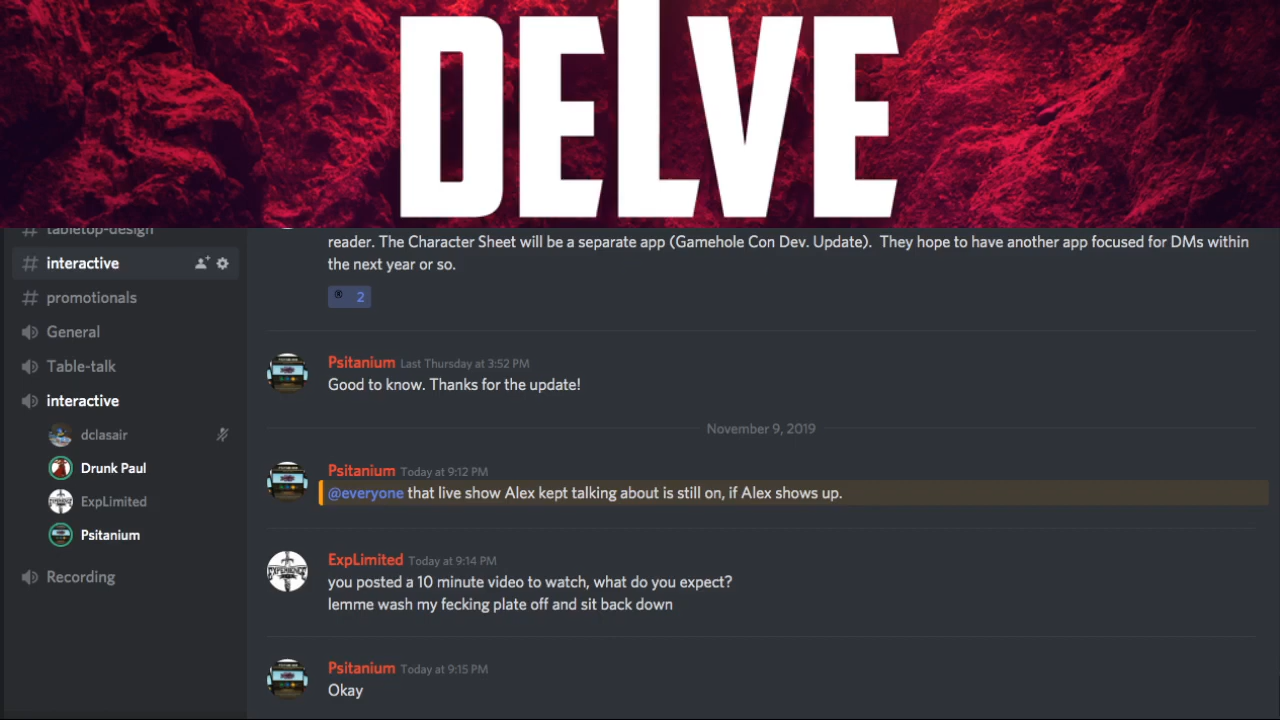 DELVE
# tabletop-design
# interactive
# promotionals
General
Table-talk
interactive
dclasair
Drunk Paul
ExpLimited
Psitanium
Recording
reader. The Character Sheet will be a separate app (Gamehole Con Dev. Update). They hope to have another app focused for DMs within
the next year or so.
® 2
Psitanium Last Thursday at 3:52 PM
Good to know. Thanks for the update!
November 9, 2019
Psitanium Today at 9:12 PM
@everyone that live show Alex kept talking about is still on, if Alex shows up.
ExpLimited Today at 9:14 PM
you posted a 10 minute video to watch, what do you expect?
lemme wash my fecking plate off and sit back down
Psitanium Today at 9:15 PM
Okay